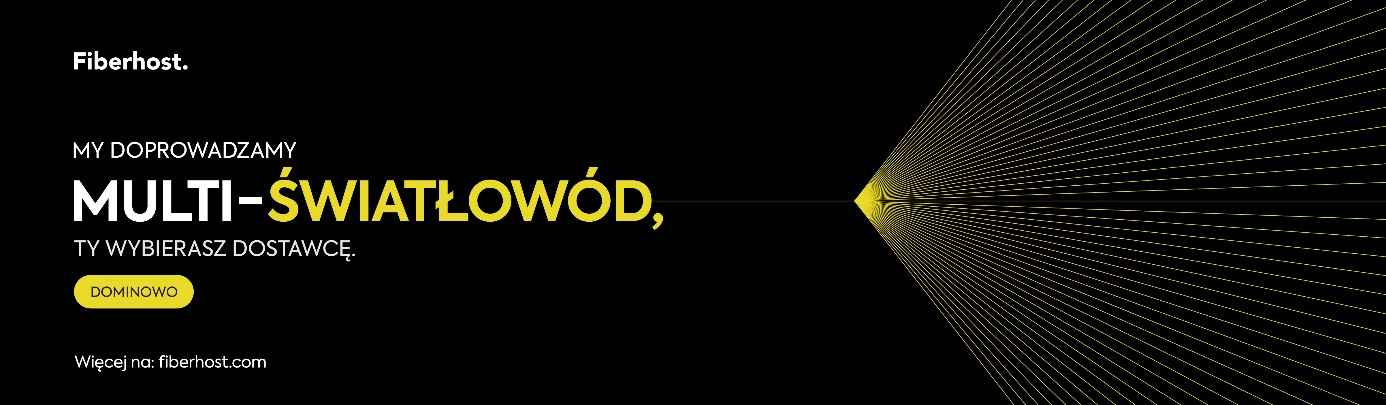 Fiberhost.
MY DOPROWADZAMY
MULTI-ŚWIATŁOWÓD,
TY WYBIERASZ DOSTAWCĘ.
DOMINOWO
Więcej na: fiberhost.com